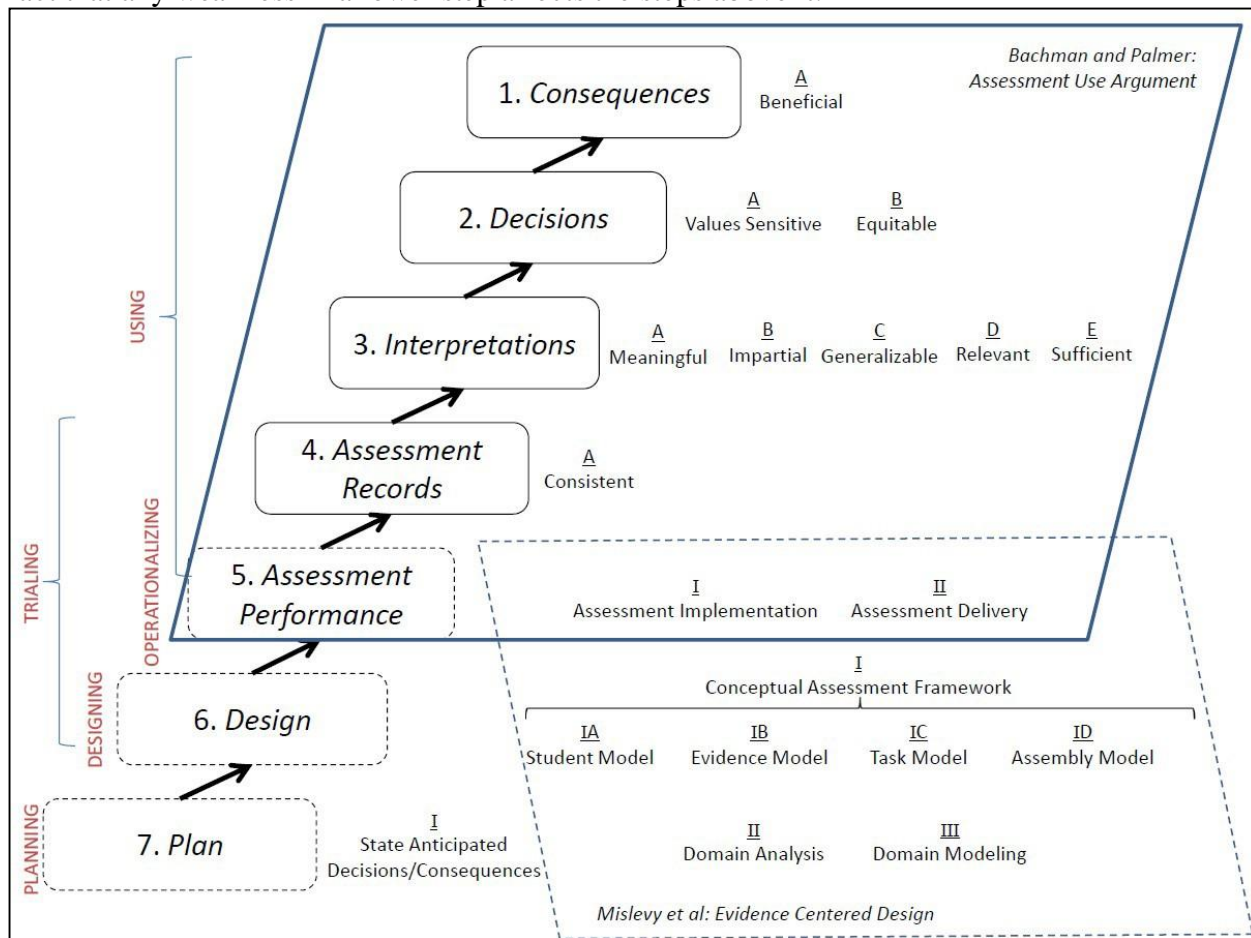 Bachman and Palmer:
Assessment Use Argument
1. Consequences
A
Beneficial
2. Decisions
A
Values Sensitive
B
Equitable
USING
3. Interpretations
A
Meaningful
B
Impartial
C
Generalizable
D
Relevant
E
Sufficient
4. Assessment
Records
A
Consistent
TRIALING
OPERATIONALIZING
5. Assessment
Performance
I
Assessment Implementation
II
Assessment Delivery
DESIGNING
6. Design
I
Conceptual Assessment Framework
IA
Student Model
IB
Evidence Model
IC
Task Model
ID
Assembly Model
PLANNING
7. Plan
I
State Anticipated
Decisions/Consequences
II
Domain Analysis
III
Domain Modeling
Mislevy et al: Evidence Centered Design